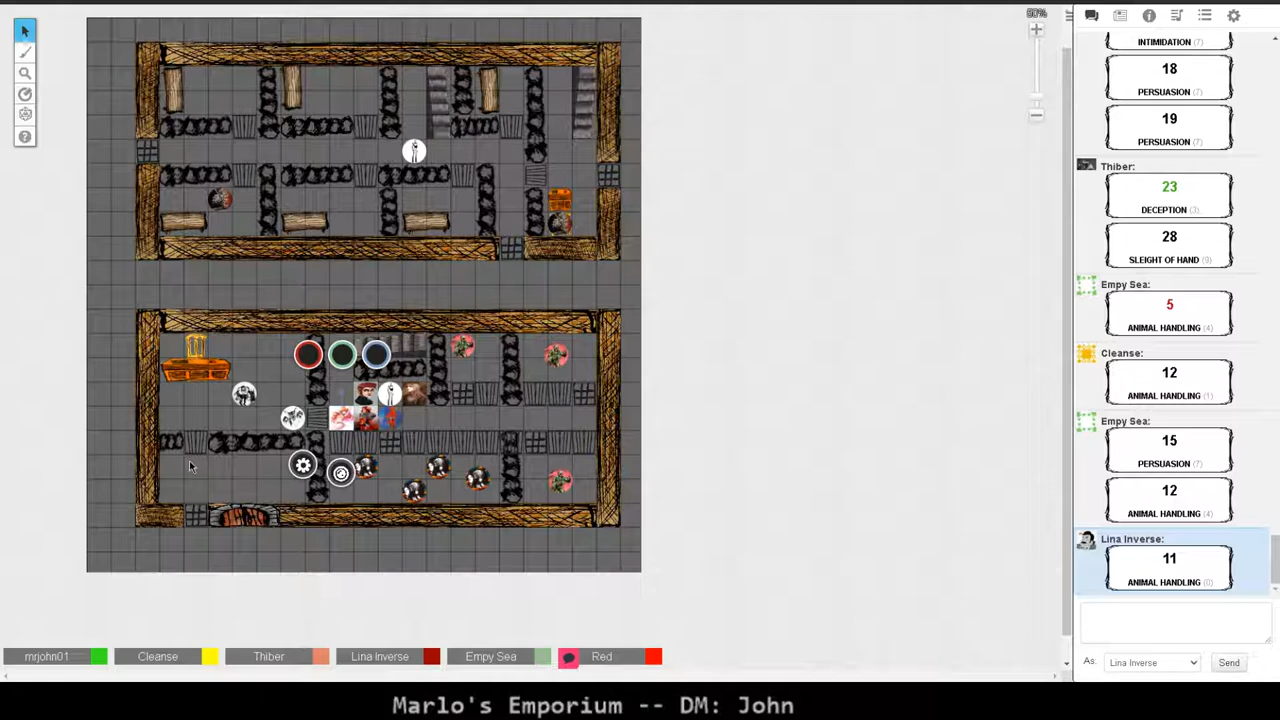 60%
INTIMIDATION (7)
18
PERSUASION (7)
19
PERSUASION (7)
Thiber:
23
DECEPTION (3)
28
SLEIGHT OF HAND (9)
Empy Sea:
5
ANIMAL HANDLING (4)
Cleanse:
12
ANIMAL HANDLING (1)
Empy Sea:
15
PERSUASION (7)
12
ANIMAL HANDLING (4)
Lina Inverse:
11
ANIMAL HANDLING (0)
As: Lina Inverse Send
mrjohn01 Cleanse Thiber Lina Inverse Empy Sea Red
Marlo's Emporium -- DM: John